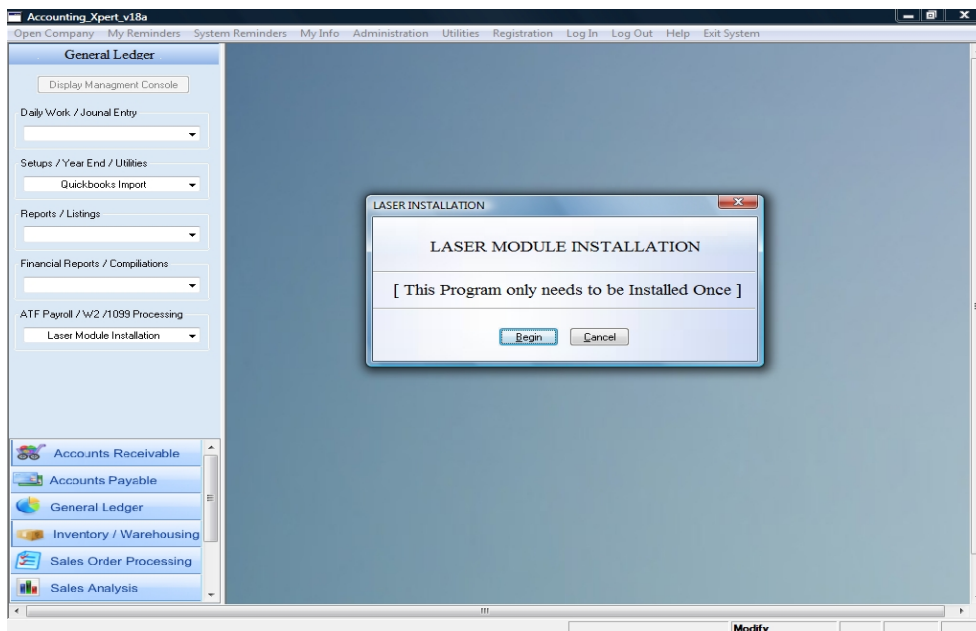 Accounting_Xpert_v18a
Open Company My Reminders System Reminders My Info Administration Utilities Registration Log In Log Out Help Exit System
General Ledger
Display Managment Console
Daily Work / Jounal Entry
Setups / Year End / Utilities
Quickbooks Import
Reports / Listings
Financial Reports / Compiliations
ATF Payroll / W2 /1099 Processing
Laser Module Installation
LASER INSTALLATION
LASER MODULE INSTALLATION
[ This Program only needs to be Installed Once ]
Begin Cancel
Accounts Receivable
Accounts Payable
General Ledger
Inventory / Warehousing
Sales Order Processing
Sales Analysis
Modify